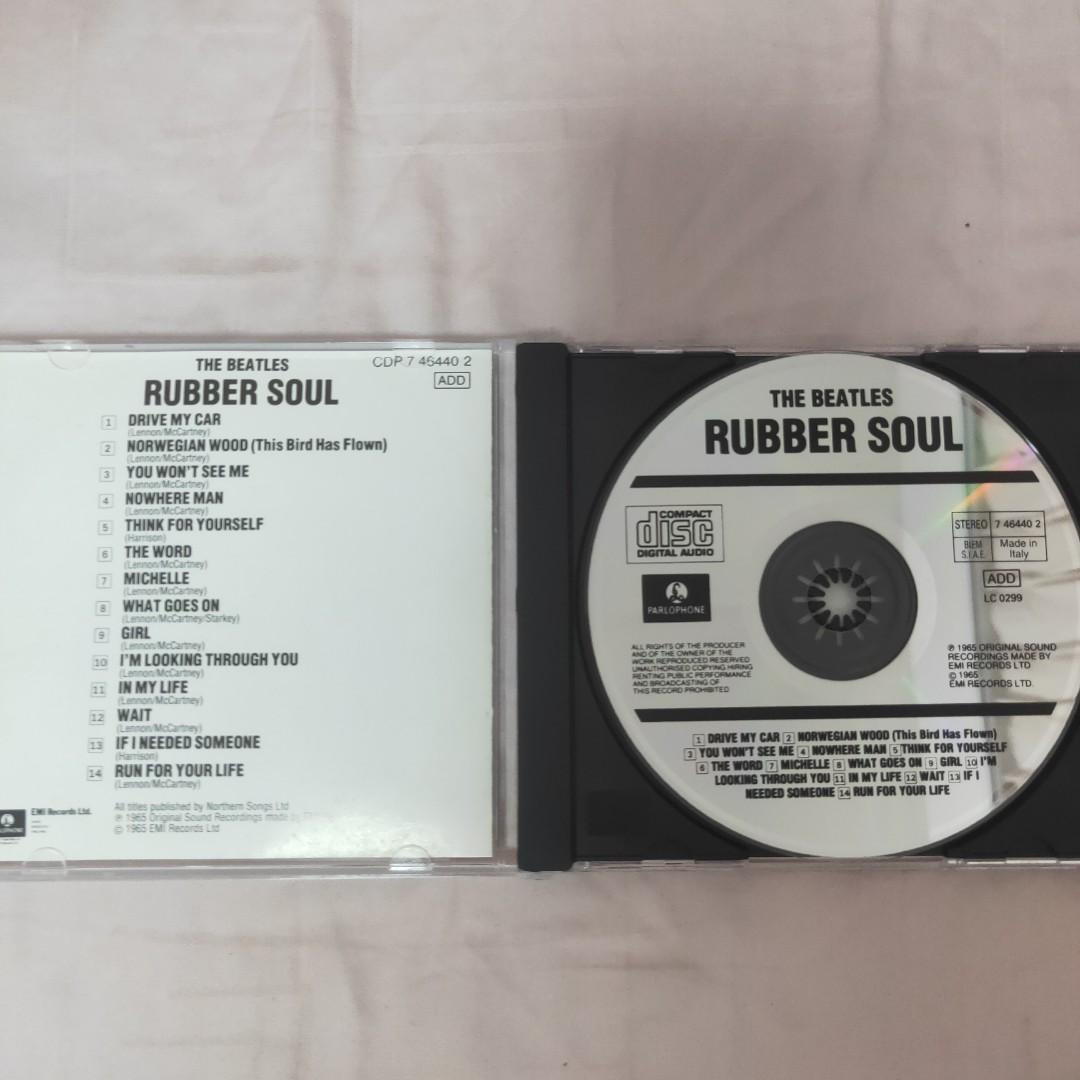 THE BEATLES
CDP 7 46440 2
RUBBER SOUL
ADD
1 DRIVE MY CAR
(Lennon/McCartney)
2 NORWEGIAN WOOD (This Bird Has Flown)
(Lennon/McCartney)
3 YOU WON'T SEE ME
(Lennon/McCartney)
4 NOWHERE MAN
(Lennon/McCartney)
5 THINK FOR YOURSELF
(Harrison)
6 THE WORD
(Lennon/McCartney)
7 MICHELLE
(Lennon/McCartney)
8 WHAT GOES ON
(Lennon/McCartney/Starkey)
9 GIRL
(Lennon/McCartney)
10 I'M LOOKING THROUGH YOU
(Lennon/McCartney)
11 IN MY LIFE
(Lennon/McCartney)
12 WAIT
(Lennon/McCartney)
13 IF I NEEDED SOMEONE
(Harrison)
14 RUN FOR YOUR LIFE
(Lennon/McCartney)
EMI Records Ltd.
All titles published by Northern Songs Ltd
℗ 1965 Original Sound Recordings made
© 1965 EMI Records Ltd
THE BEATLES
RUBBER SOUL
COMPACT
disc
DIGITAL AUDIO
PARLOPHONE
STEREO 7 46440 2
BIEM
S.I.A.E.
Made in
Italy
ADD
LC 0299
ALL RIGHTS OF THE PRODUCER
AND OF THE OWNER OF THE
WORK REPRODUCED RESERVED
UNAUTHORISED COPYING HIRING
RENTING PUBLIC PERFORMANCE
AND BROADCASTING OF
THIS RECORD PROHIBITED
℗ 1965 ORIGINAL SOUND
RECORDINGS MADE BY
EMI RECORDS LTD
© 1965
EMI RECORDS LTD.
1 DRIVE MY CAR 2 NORWEGIAN WOOD (This Bird Has Flown)
3 YOU WON'T SEE ME 4 NOWHERE MAN 5 THINK FOR YOURSELF
6 THE WORD 7 MICHELLE 8 WHAT GOES ON 9 GIRL 10 I'M
LOOKING THROUGH YOU 11 IN MY LIFE 12 WAIT 13 IF I
NEEDED SOMEONE 14 RUN FOR YOUR LIFE